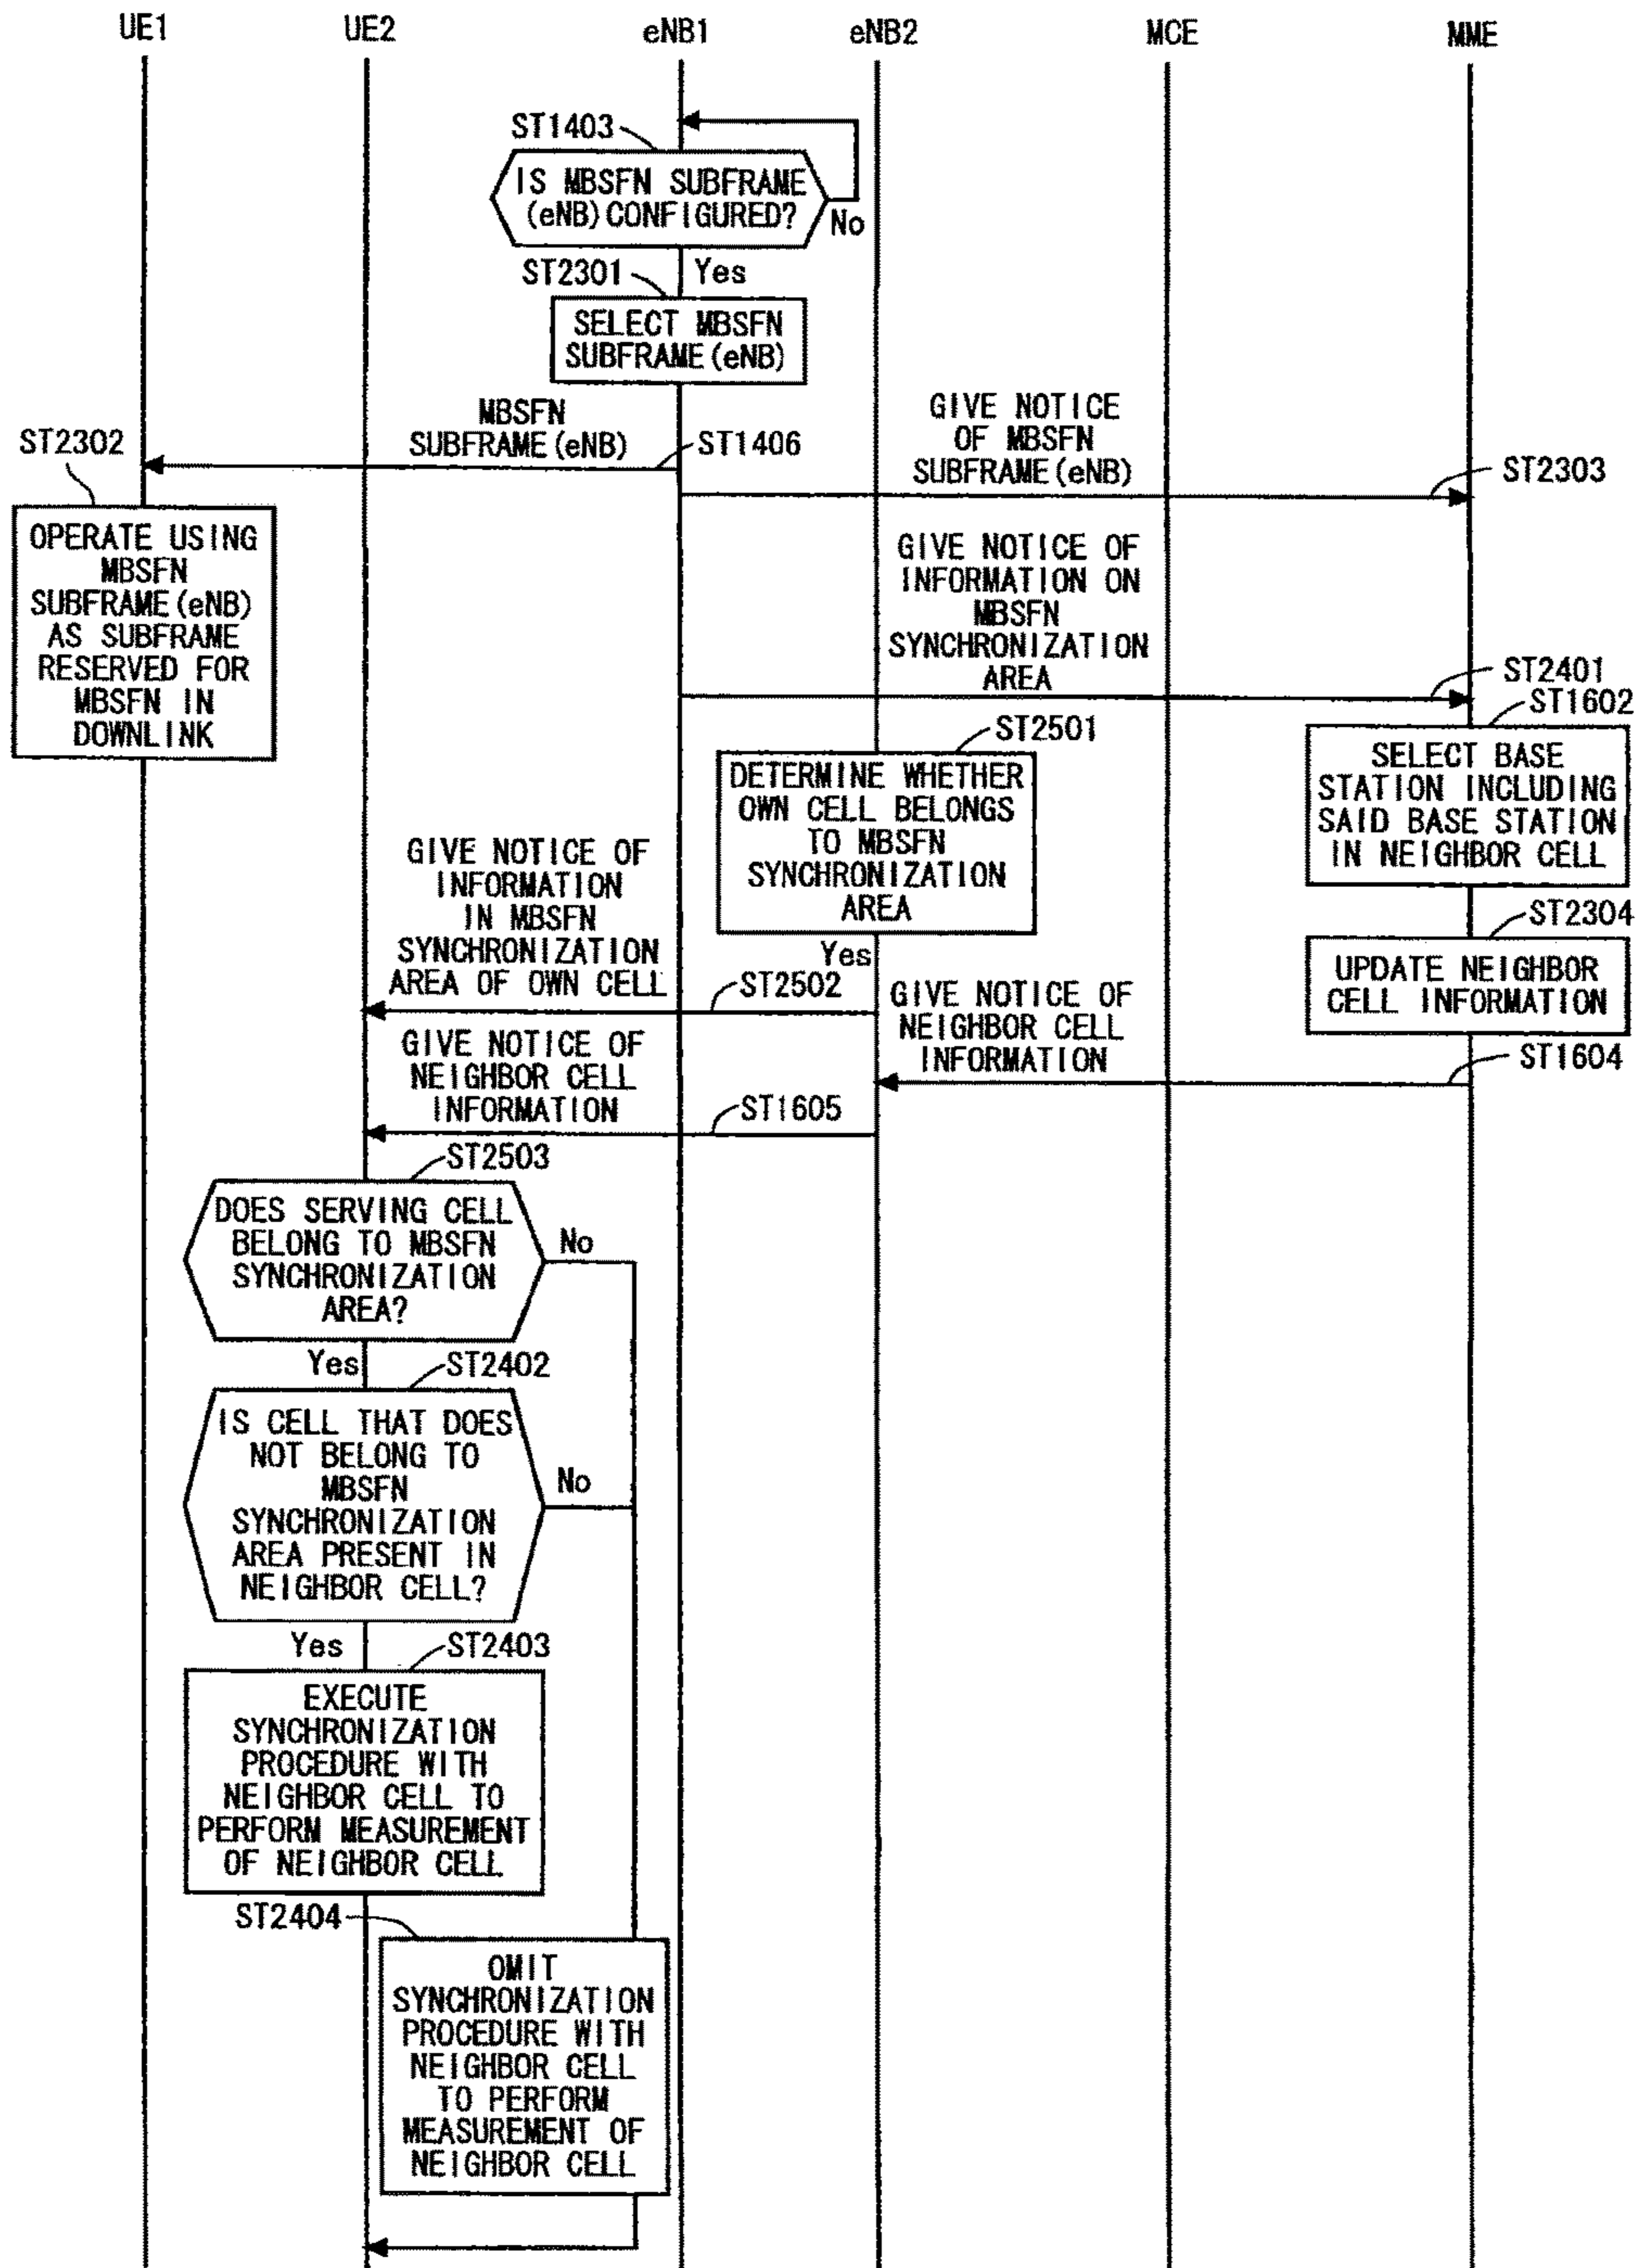 UE1
UE2
eNB1
eNB2
MCE
MME
ST1403
IS MBSFN SUBFRAME
(eNB) CONFIGURED?
No
ST2301
Yes
SELECT MBSFN
SUBFRAME (eNB)
MBSFN
SUBFRAME (eNB)
ST1406
GIVE NOTICE
OF MBSFN
SUBFRAME (eNB)
ST2303
ST2302
OPERATE USING
MBSFN
SUBFRAME (eNB)
AS SUBFRAME
RESERVED FOR
MBSFN IN
DOWNLINK
GIVE NOTICE OF
INFORMATION ON
MBSFN
SYNCHRONIZATION
AREA
ST2401
ST1602
SELECT BASE
STATION INCLUDING
SAID BASE STATION
IN NEIGHBOR CELL
ST2501
DETERMINE WHETHER
OWN CELL BELONGS
TO MBSFN
SYNCHRONIZATION
AREA
Yes
GIVE NOTICE OF
INFORMATION
IN MBSFN
SYNCHRONIZATION
AREA OF OWN CELL
ST2502
ST2304
UPDATE NEIGHBOR
CELL INFORMATION
GIVE NOTICE OF
NEIGHBOR CELL
INFORMATION
ST1604
GIVE NOTICE OF
NEIGHBOR CELL
INFORMATION
ST1605
ST2503
DOES SERVING CELL
BELONG TO MBSFN
SYNCHRONIZATION
AREA?
No
Yes
ST2402
IS CELL THAT DOES
NOT BELONG TO
MBSFN
SYNCHRONIZATION
AREA PRESENT IN
NEIGHBOR CELL?
No
Yes
ST2403
EXECUTE
SYNCHRONIZATION
PROCEDURE WITH
NEIGHBOR CELL TO
PERFORM MEASUREMENT
OF NEIGHBOR CELL
ST2404
OMIT
SYNCHRONIZATION
PROCEDURE WITH
NEIGHBOR CELL
TO PERFORM
MEASUREMENT OF
NEIGHBOR CELL